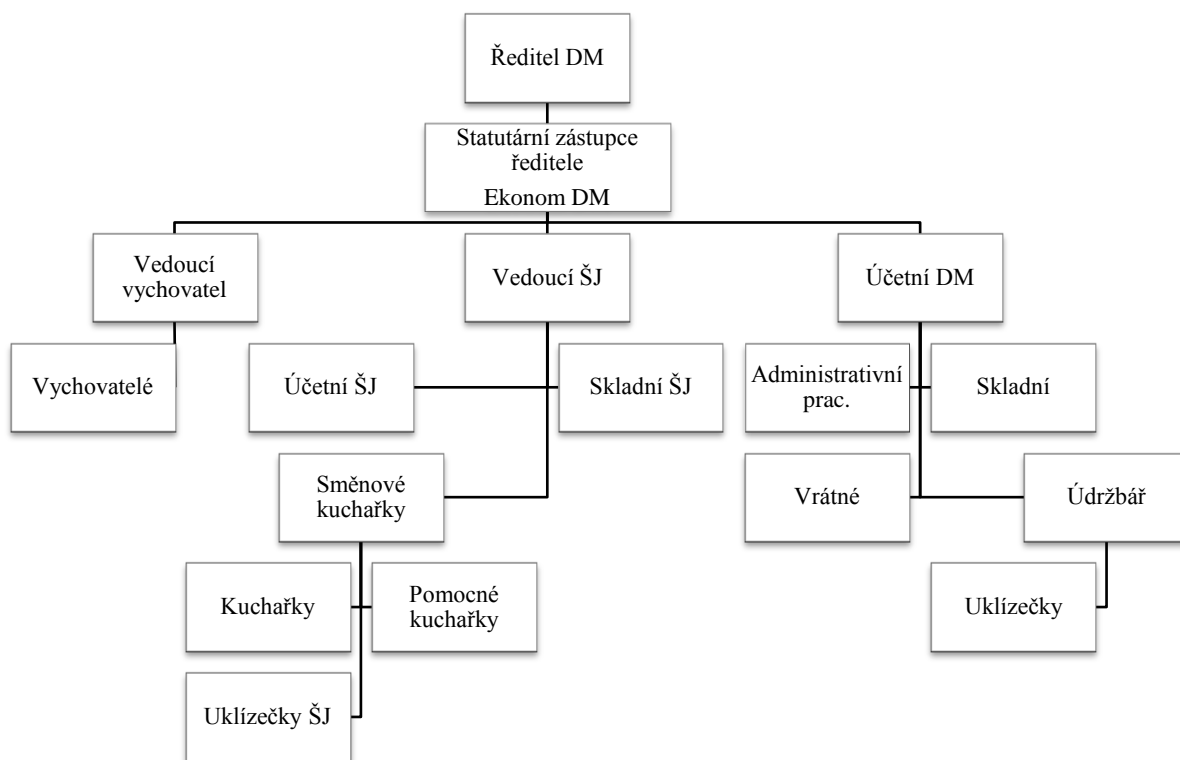 Ředitel DM
Statutární zástupce
ředitele
Ekonom DM
Vedoucí
vychovatel
Vedoucí ŠJ
Účetní DM
Vychovatelé
Účetní ŠJ
Skladní ŠJ
Administrativní
prac.
Skladní
Směnové
kuchařky
Vrátné
Údržbář
Kuchařky
Pomocné
kuchařky
Uklízečky
Uklízečky ŠJ